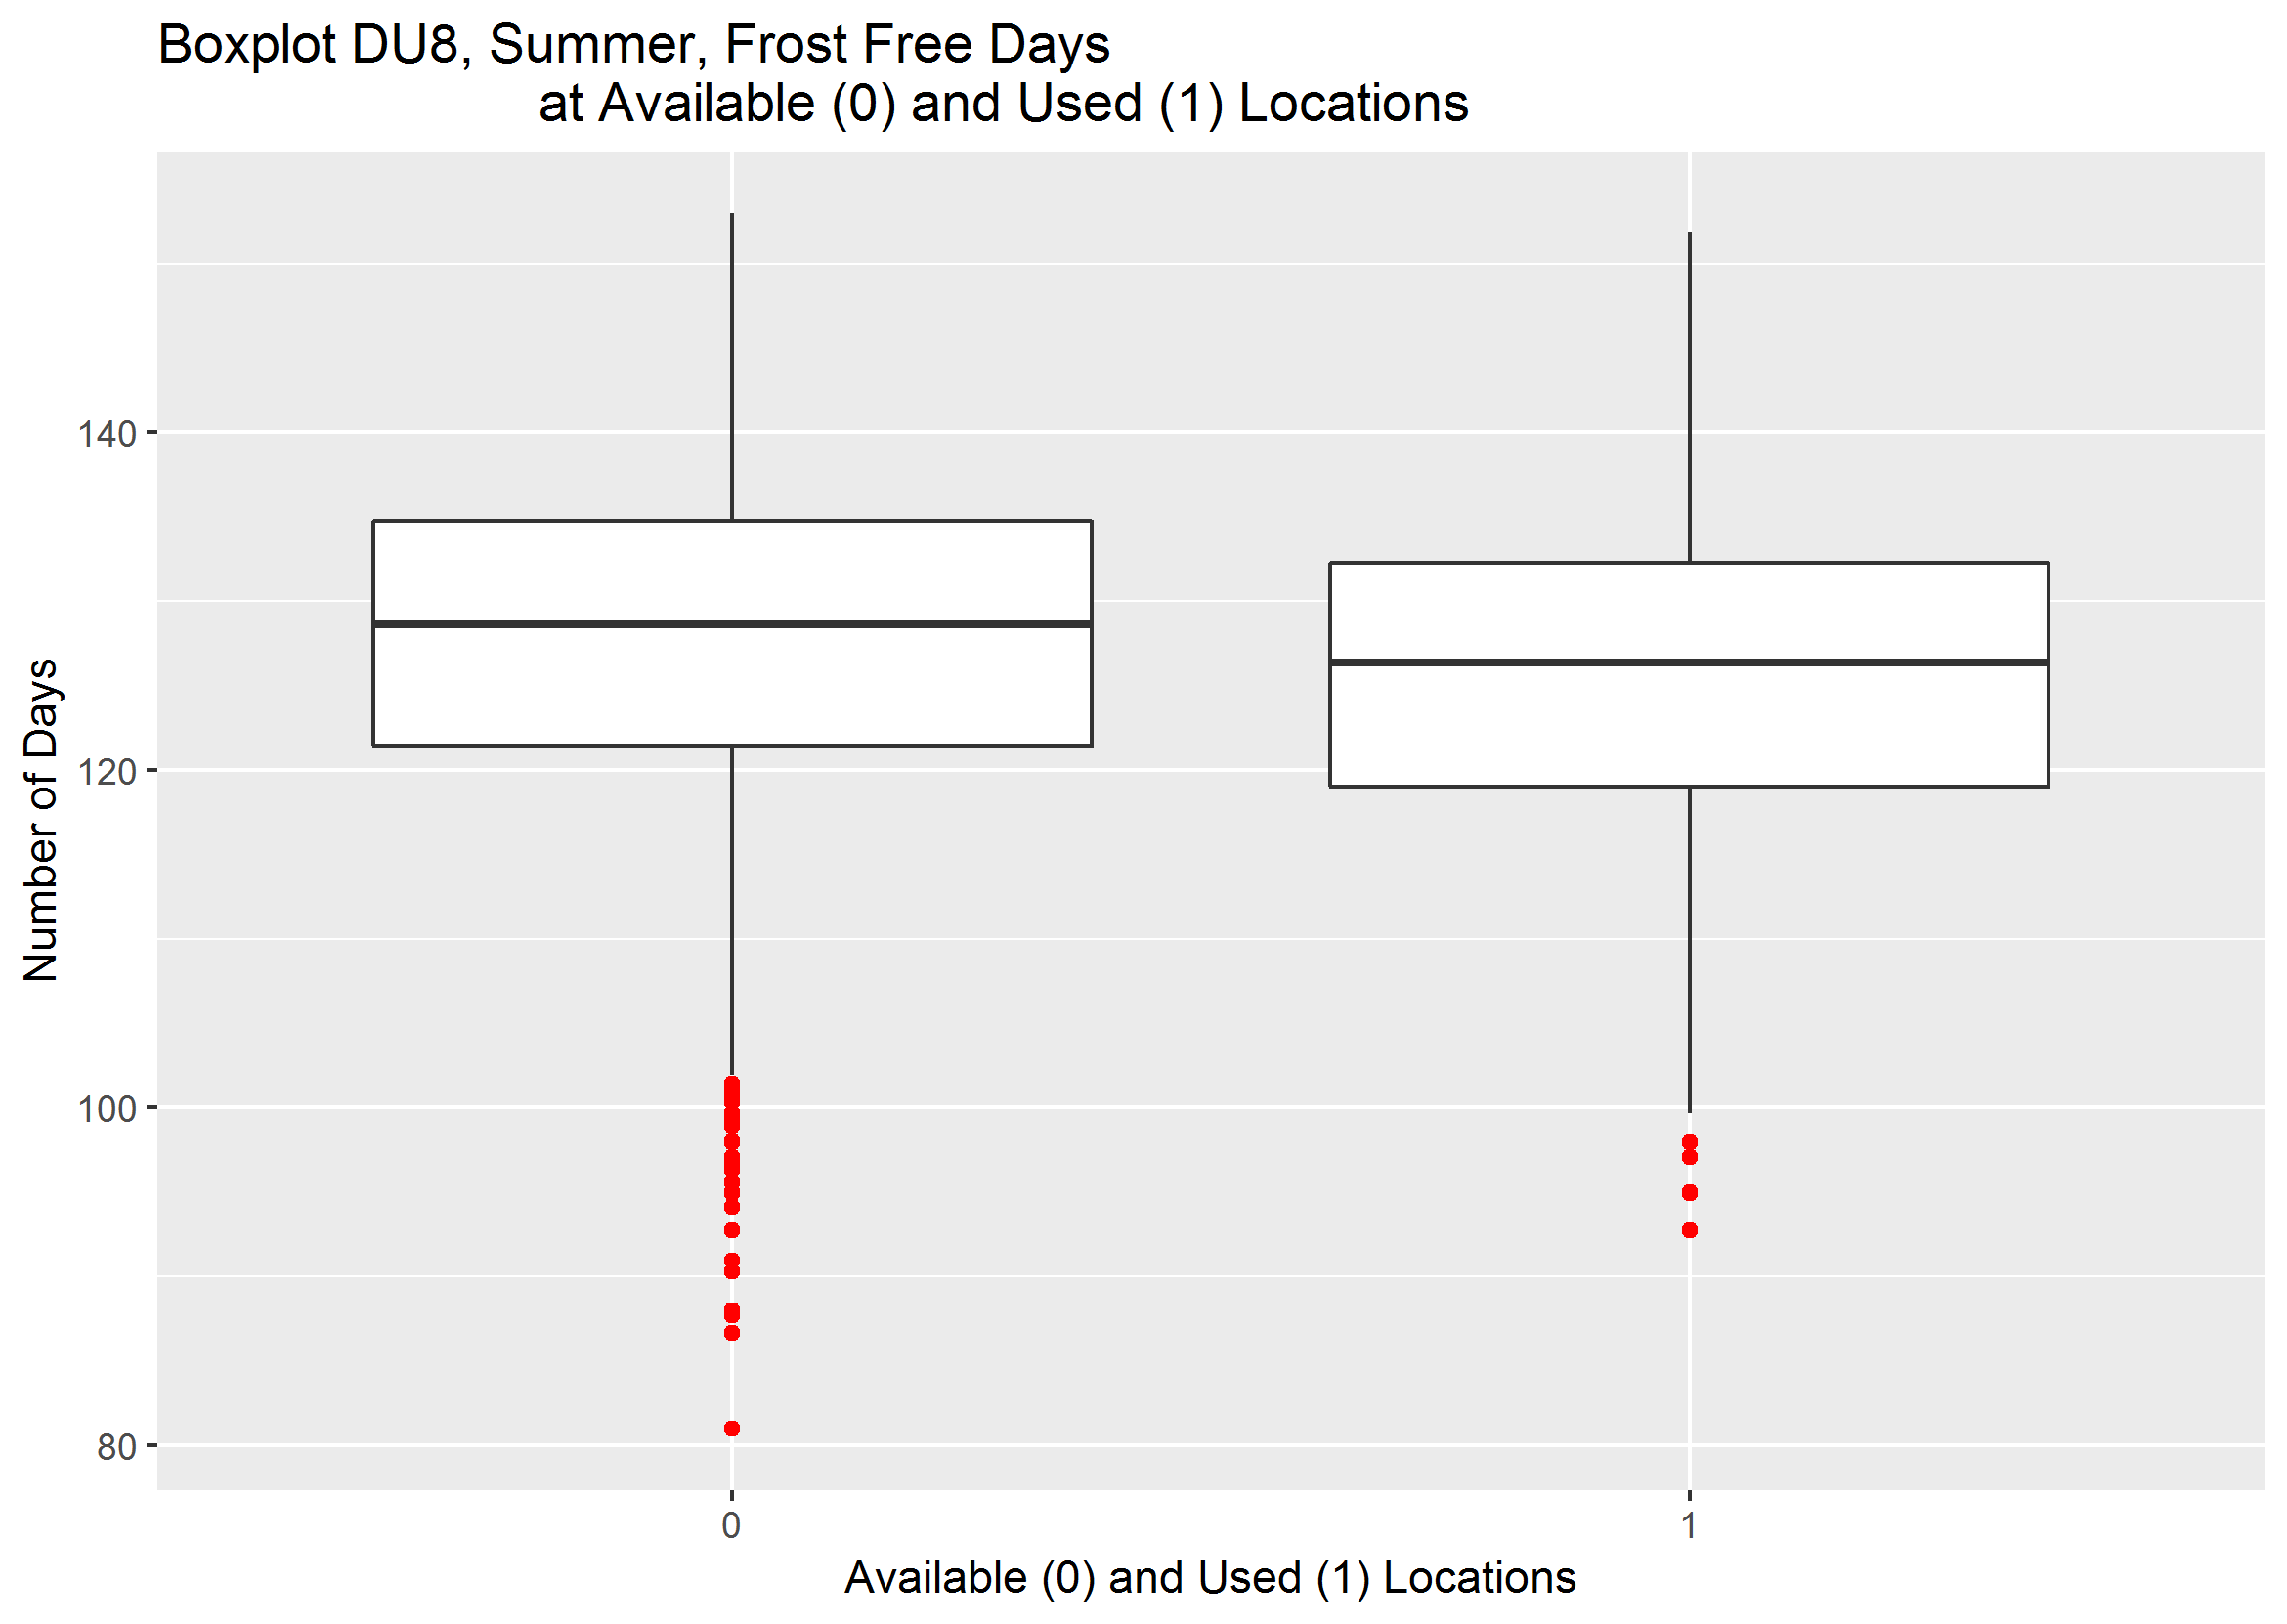 Boxplot DU8, Summer, Frost Free Days
at Available (0) and Used (1) Locations
Number of Days
140
120
100
80
0
1
Available (0) and Used (1) Locations